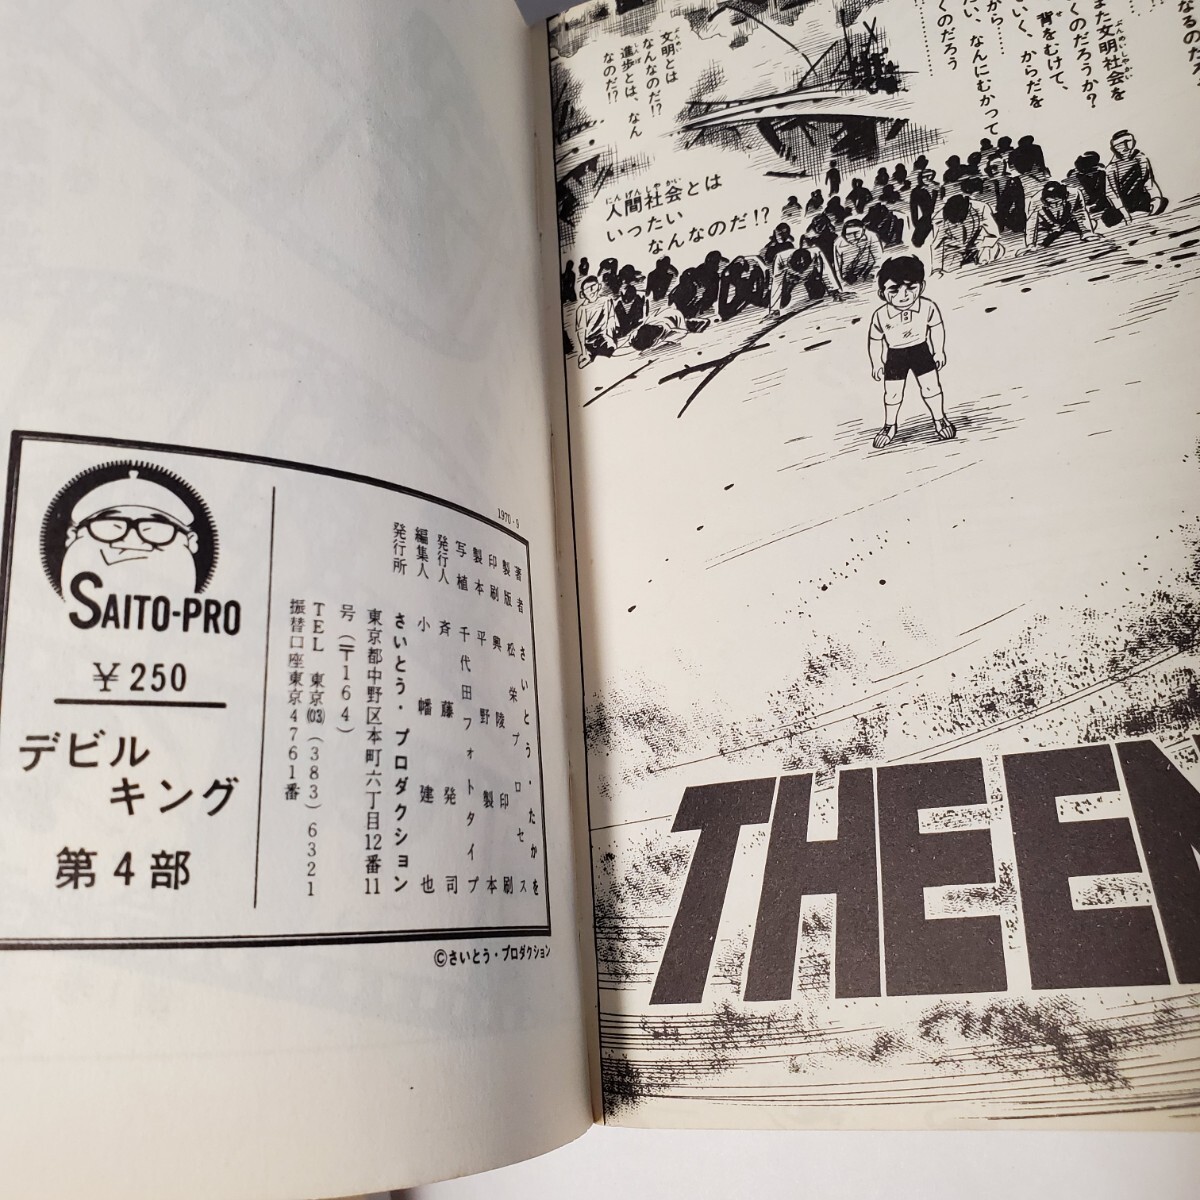 SAITO-PRO
￥250
デビル
キング
第4部
1970・9
著者 さいとう・たかを
製版 松栄プロセス
印刷 興陵印刷
製本 平野製本
写植 千代田フォトタイプ
発行人 斉藤発司
編集人 小幡建也
発行所 さいとう・プロダクション
東京都中野区本町六丁目12番11
号(〒164)
TEL 東京(03)(383)6321
振替口座東京4761番
©さいとう・プロダクション
なるのだろ
また文明社会を
くのだろうか?
背をむけて、
いく、からだを
から……
たい、なんにむかって
くのだろう
……
文明とは
なんなのだ!?
進歩とは、なん
なのだ!?
人間社会とは
いったい
なんなのだ!?
THE EN